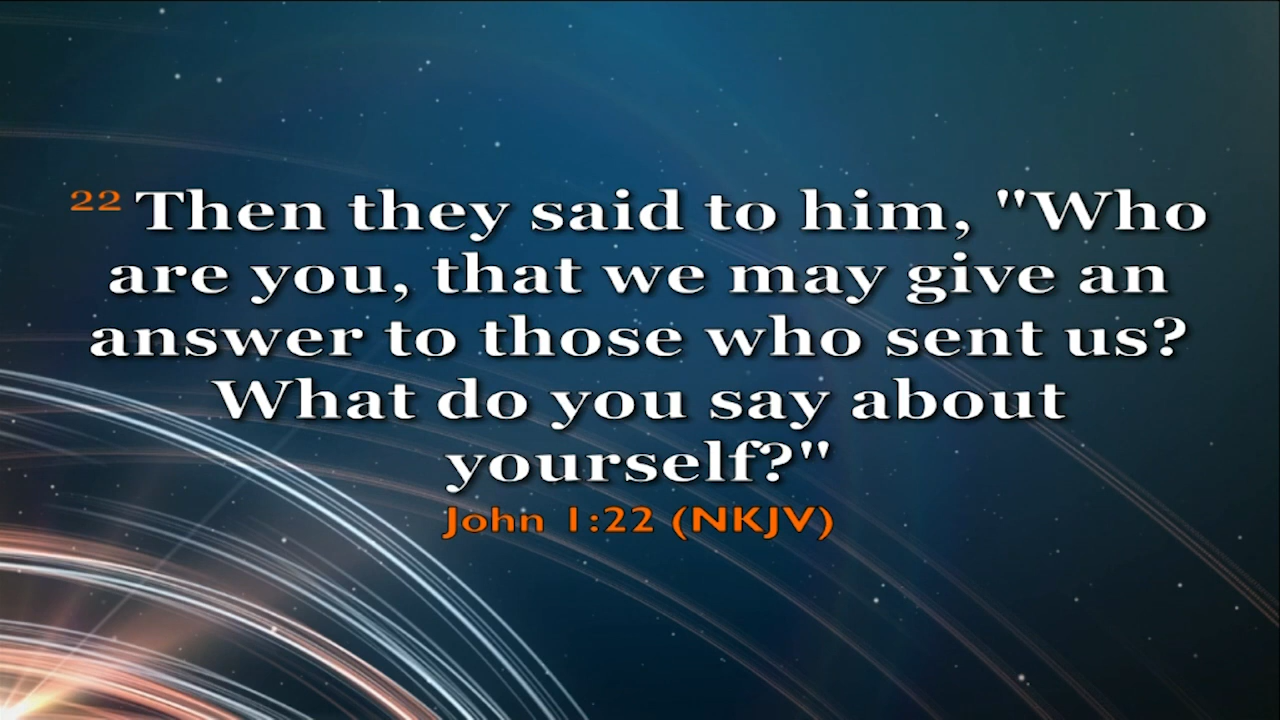 22 Then they said to him, "Who
are you, that we may give an
answer to those who sent us?
What do you say about
yourself?"
John 1:22 (NKJV)